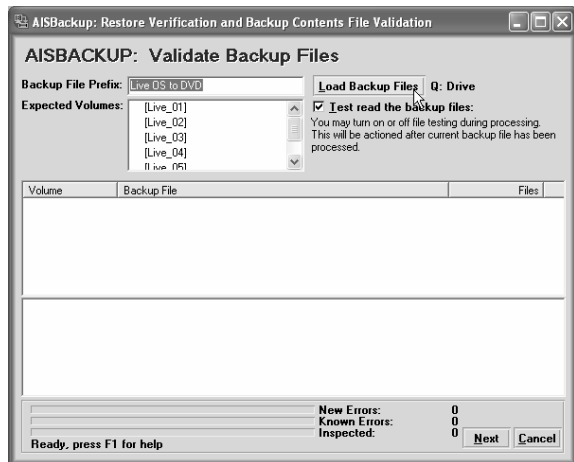 AISBackup: Restore Verification and Backup Contents File Validation
AISBACKUP: Validate Backup Files
Backup File Prefix: Live OS to DVD
Load Backup Files Q: Drive
Expected Volumes:
[Live_01]
[Live_02]
[Live_03]
[Live_04]
[Live_05]
Test read the backup files:
You may turn on or off file testing during processing.
This will be actioned after current backup file has been
processed.
Volume Backup File Files
New Errors: 0
Known Errors: 0
Inspected: 0
Ready, press F1 for help
Next Cancel